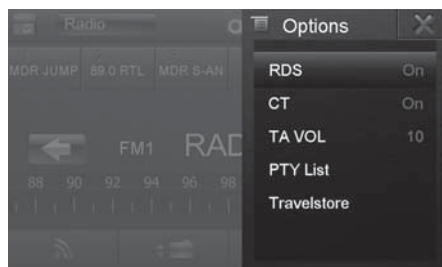 Radio
Options
MDR JUMP 89.0 RTL MDR S-AN
RDS On
CT On
FM1 RAD
TA VOL 10
PTY List
88 90 92 94 96 98
Travelstore